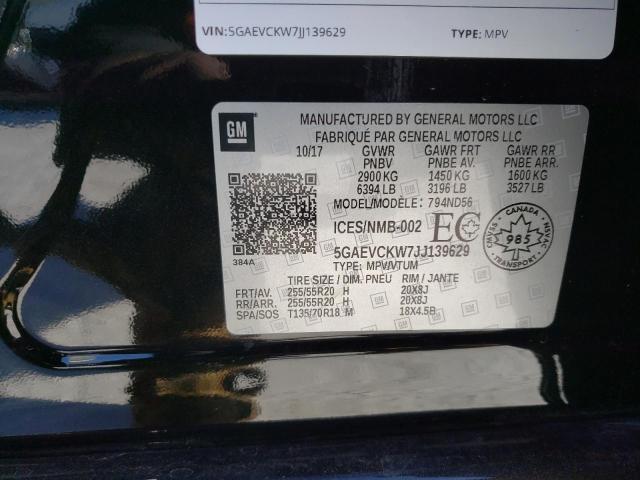 VIN:5GAEVCKW7JJ139629 TYPE: MPV
MANUFACTURED BY GENERAL MOTORS LLC
FABRIQUÉ PAR GENERAL MOTORS LLC
GM
10/17 GVWR GAWR FRT GAWR RR
PNBV PNBE AV. PNBE ARR.
2900 KG 1450 KG 1600 KG
6394 LB 3196 LB 3527 LB
MODEL/MODÈLE: 794ND56
ICES/NMB-002 EC
CANADA
985
5GAEVCKW7JJ139629
384A
TYPE: MPV/VTUM
TIRE SIZE / DIM. PNEU RIM / JANTE
FRT/AV. 255/55R20 H 20X8J
RR/ARR. 255/55R20 H 20X8J
SPA/SOS T135/70R18 M 18X4.5B